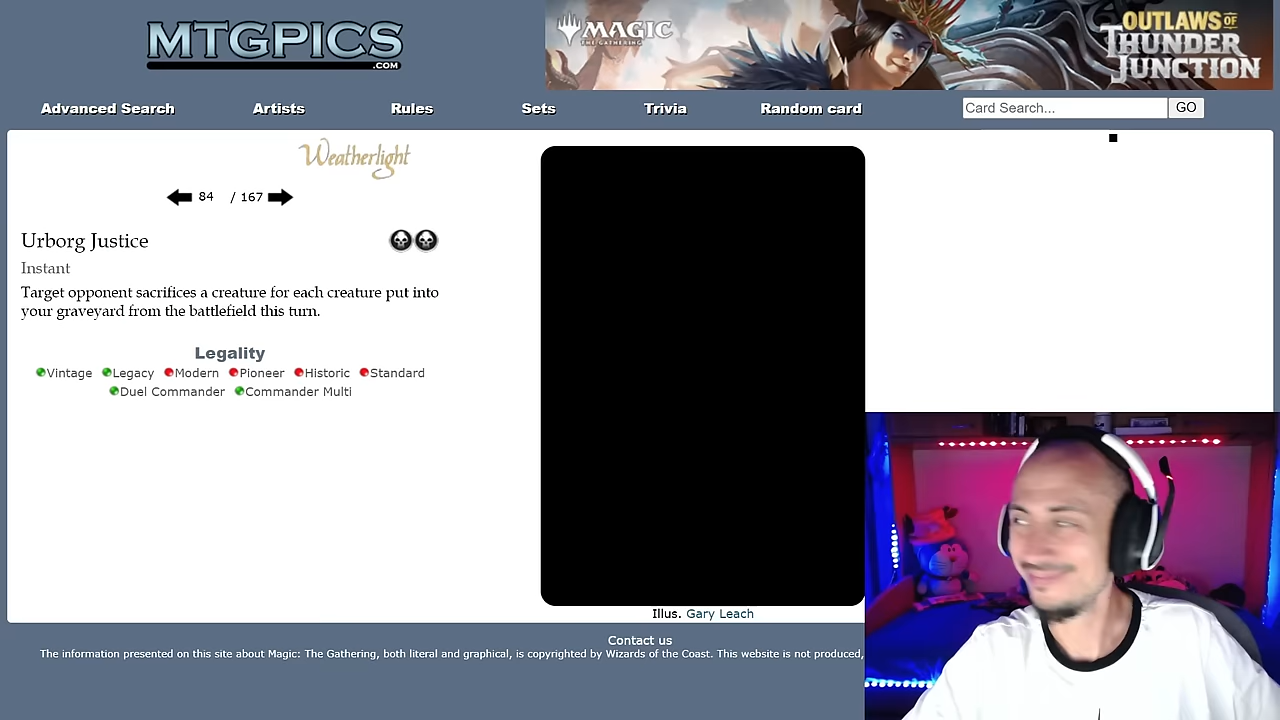 MTGPICS
.COM
MAGIC
THE GATHERING
OUTLAWS OF
THUNDER
JUNCTION
Advanced Search Artists Rules Sets Trivia Random card Card Search... GO
Weatherlight
84 / 167
Urborg Justice
Instant
Target opponent sacrifices a creature for each creature put into
your graveyard from the battlefield this turn.
Legality
Vintage Legacy Modern Pioneer Historic Standard
Duel Commander Commander Multi
Illus. Gary Leach
Contact us
The information presented on this site about Magic: The Gathering, both literal and graphical, is copyrighted by Wizards of the Coast. This website is not produced,